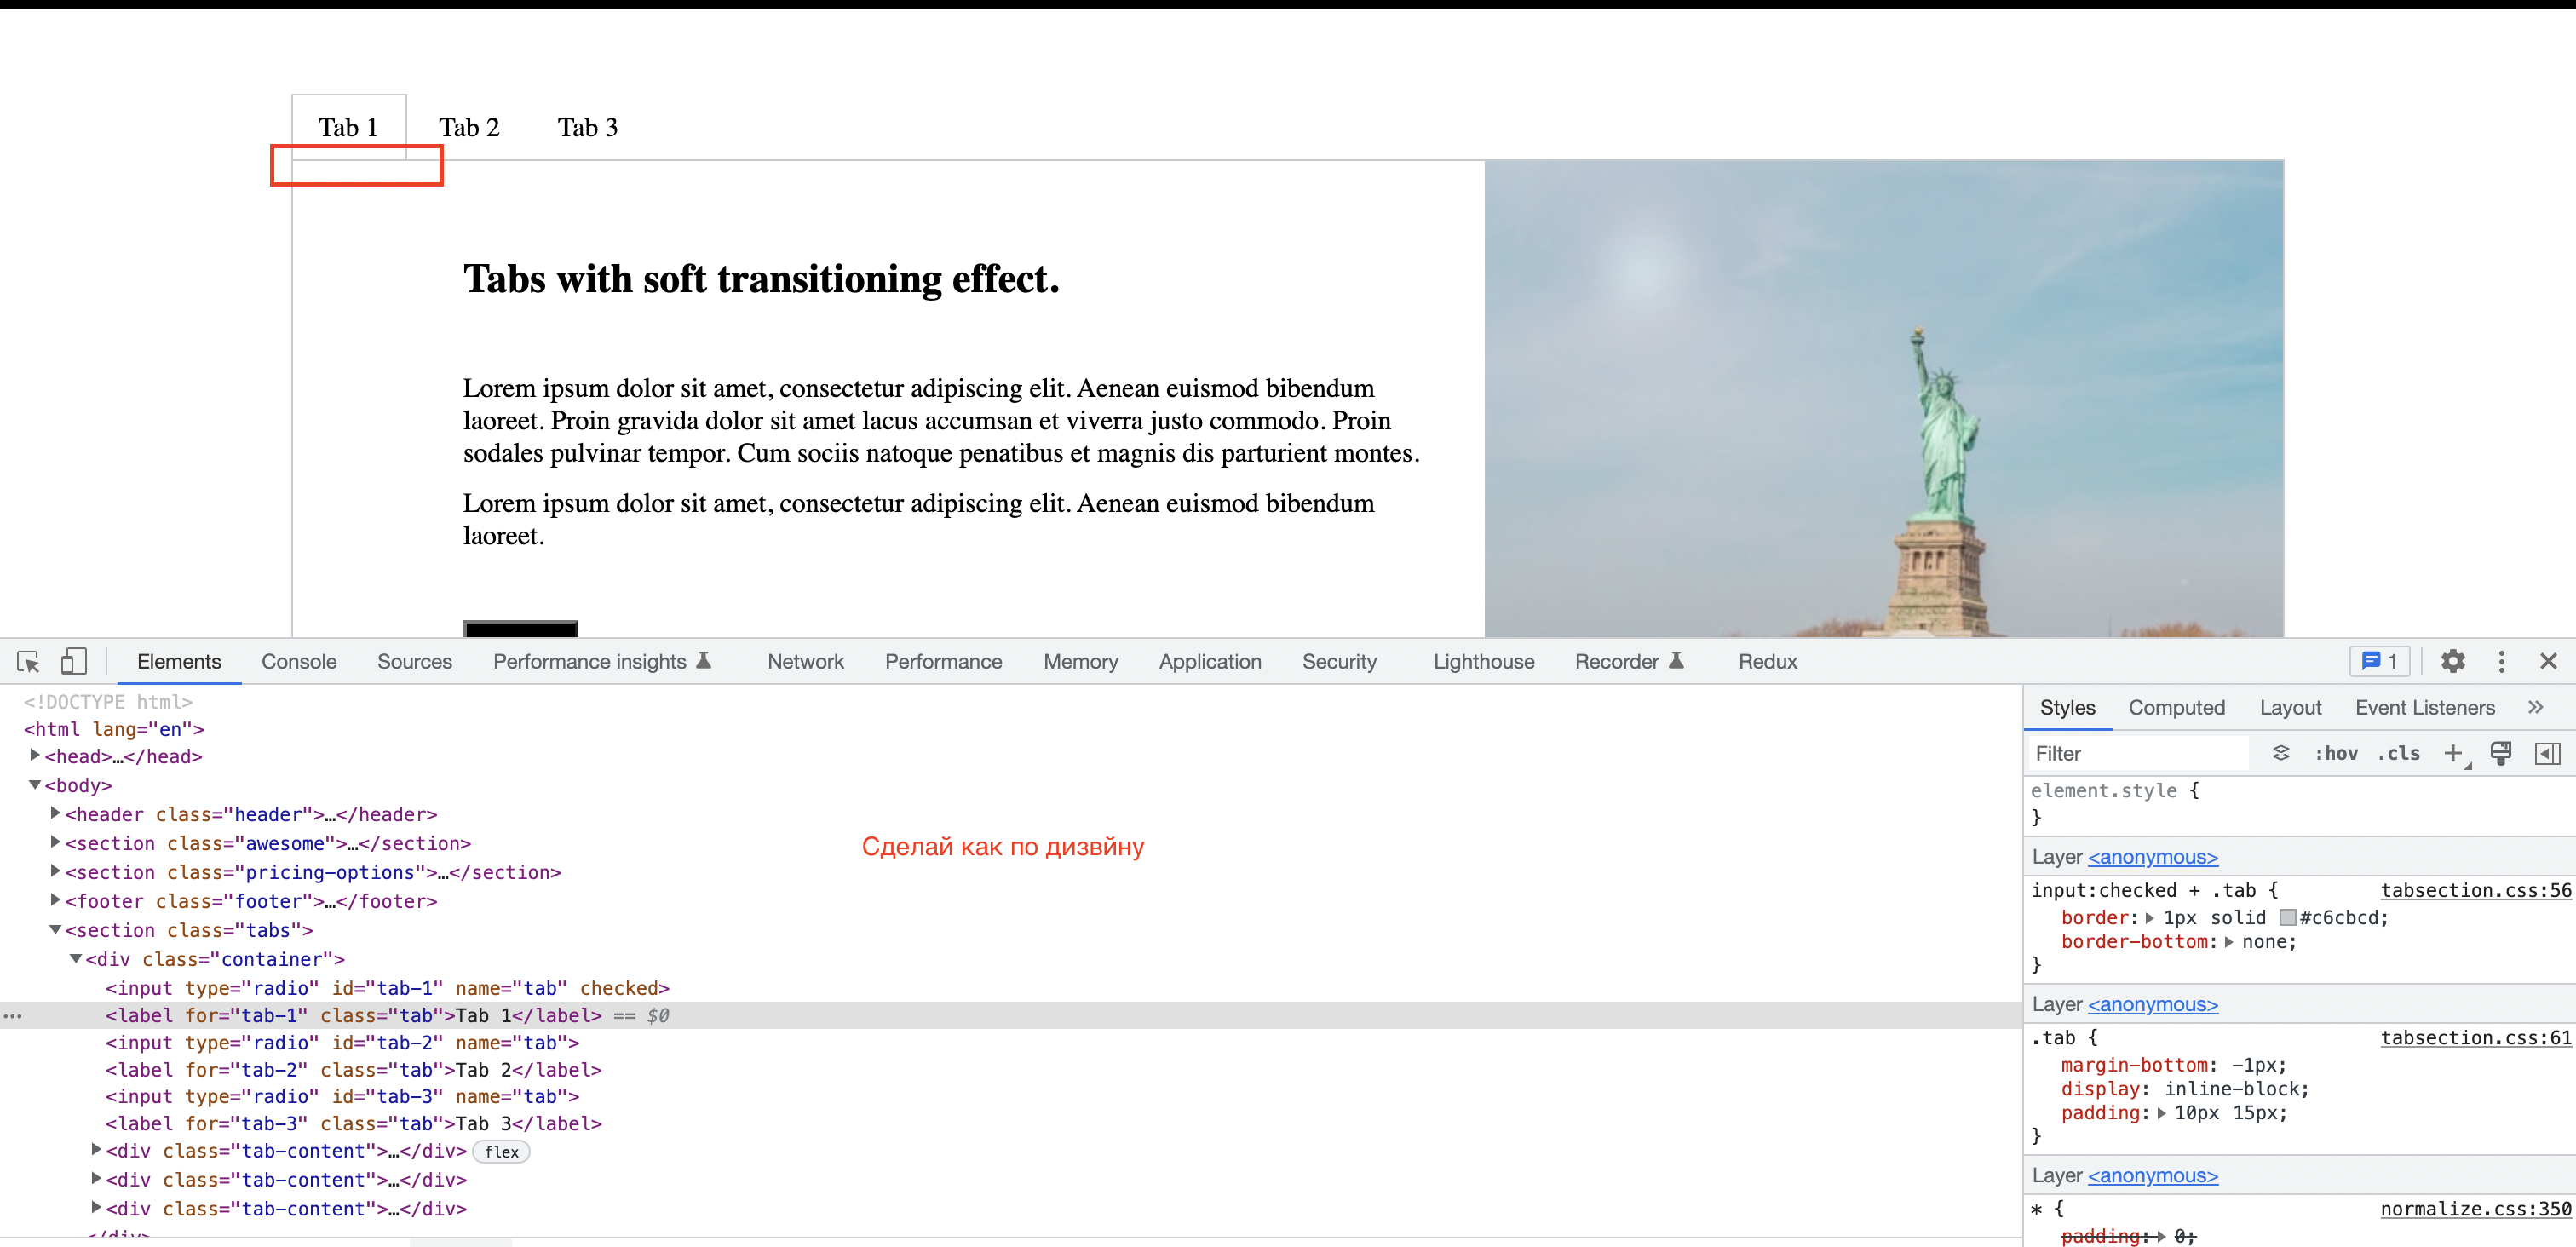 Tab 1 Tab 2 Tab 3
Tabs with soft transitioning effect.
Lorem ipsum dolor sit amet, consectetur adipiscing elit. Aenean euismod bibendum
laoreet. Proin gravida dolor sit amet lacus accumsan et viverra justo commodo. Proin
sodales pulvinar tempor. Cum sociis natoque penatibus et magnis dis parturient montes.
Lorem ipsum dolor sit amet, consectetur adipiscing elit. Aenean euismod bibendum
laoreet.
Elements Console Sources Performance insights Network Performance Memory Application Security Lighthouse Recorder Redux 1
<!DOCTYPE html>
<html lang="en">
<head>…</head>
<body>
<header class="header">…</header>
<section class="awesome">…</section>
<section class="pricing-options">…</section>
<footer class="footer">…</footer>
<section class="tabs">
<div class="container">
<input type="radio" id="tab-1" name="tab" checked>
<label for="tab-1" class="tab">Tab 1</label> == $0
<input type="radio" id="tab-2" name="tab">
<label for="tab-2" class="tab">Tab 2</label>
<input type="radio" id="tab-3" name="tab">
<label for="tab-3" class="tab">Tab 3</label>
<div class="tab-content">…</div> flex
<div class="tab-content">…</div>
<div class="tab-content">…</div>
</div>
Сделай как по дизвйну
Styles Computed Layout Event Listeners »
Filter :hov .cls +
element.style {
}
Layer <anonymous>
input:checked + .tab { tabsection.css:56
border: 1px solid #c6cbcd;
border-bottom: none;
}
Layer <anonymous>
.tab { tabsection.css:61
margin-bottom: -1px;
display: inline-block;
padding: 10px 15px;
}
Layer <anonymous>
* { normalize.css:350
padding: 0;